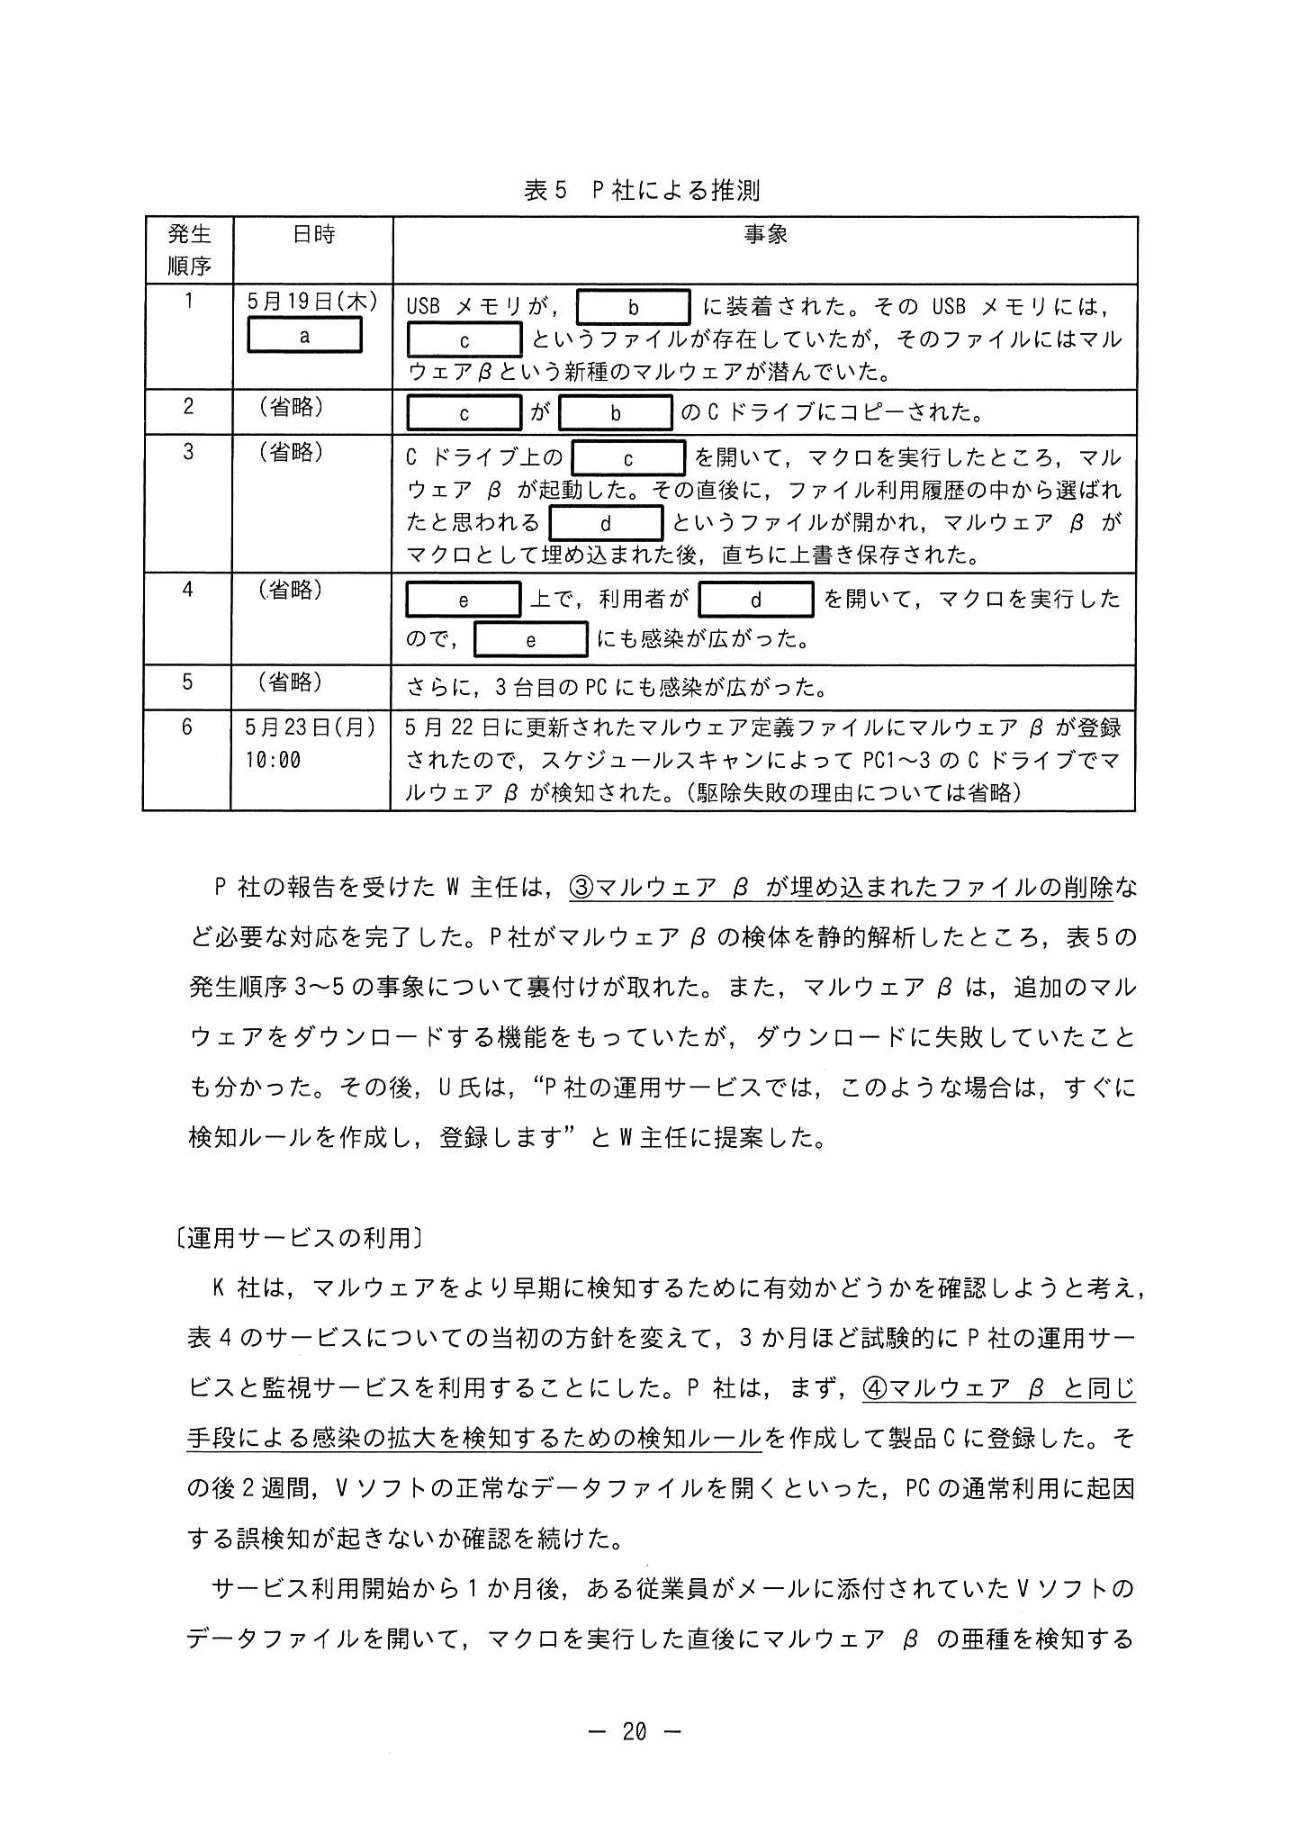 表5 P社による推測
発生
順序
日時
事象
1
5月19日(木)
a
USB メモリが， b に装着された。その USB メモリには，
c というファイルが存在していたが，そのファイルにはマル
ウェアβという新種のマルウェアが潜んでいた。
2
（省略）
c が b のCドライブにコピーされた。
3
（省略）
C ドライブ上の c を開いて，マクロを実行したところ，マル
ウェア β が起動した。その直後に，ファイル利用履歴の中から選ばれ
たと思われる d というファイルが開かれ，マルウェア β が
マクロとして埋め込まれた後，直ちに上書き保存された。
4
（省略）
e 上で，利用者が d を開いて，マクロを実行した
ので， e にも感染が広がった。
5
（省略）
さらに，3台目のPCにも感染が広がった。
6
5月23日(月)
10:00
5月22日に更新されたマルウェア定義ファイルにマルウェア β が登録
されたので，スケジュールスキャンによってPC1～3のCドライブでマ
ルウェア β が検知された。（駆除失敗の理由については省略）
P 社の報告を受けた W 主任は，③マルウェア β が埋め込まれたファイルの削除な
ど必要な対応を完了した。P社がマルウェア β の検体を静的解析したところ，表5の
発生順序3～5の事象について裏付けが取れた。また，マルウェア β は，追加のマル
ウェアをダウンロードする機能をもっていたが，ダウンロードに失敗していたこと
も分かった。その後，U氏は，“P社の運用サービスでは，このような場合は，すぐに
検知ルールを作成し，登録します”とW主任に提案した。
〔運用サービスの利用〕
K 社は，マルウェアをより早期に検知するために有効かどうかを確認しようと考え，
表4のサービスについての当初の方針を変えて，3か月ほど試験的にP社の運用サー
ビスと監視サービスを利用することにした。P 社は，まず，④マルウェア β と同じ
手段による感染の拡大を検知するための検知ルールを作成して製品Cに登録した。そ
の後2週間，Vソフトの正常なデータファイルを開くといった，PCの通常利用に起因
する誤検知が起きないか確認を続けた。
サービス利用開始から1か月後，ある従業員がメールに添付されていたVソフトの
データファイルを開いて，マクロを実行した直後にマルウェア β の亜種を検知する
－ 20 －